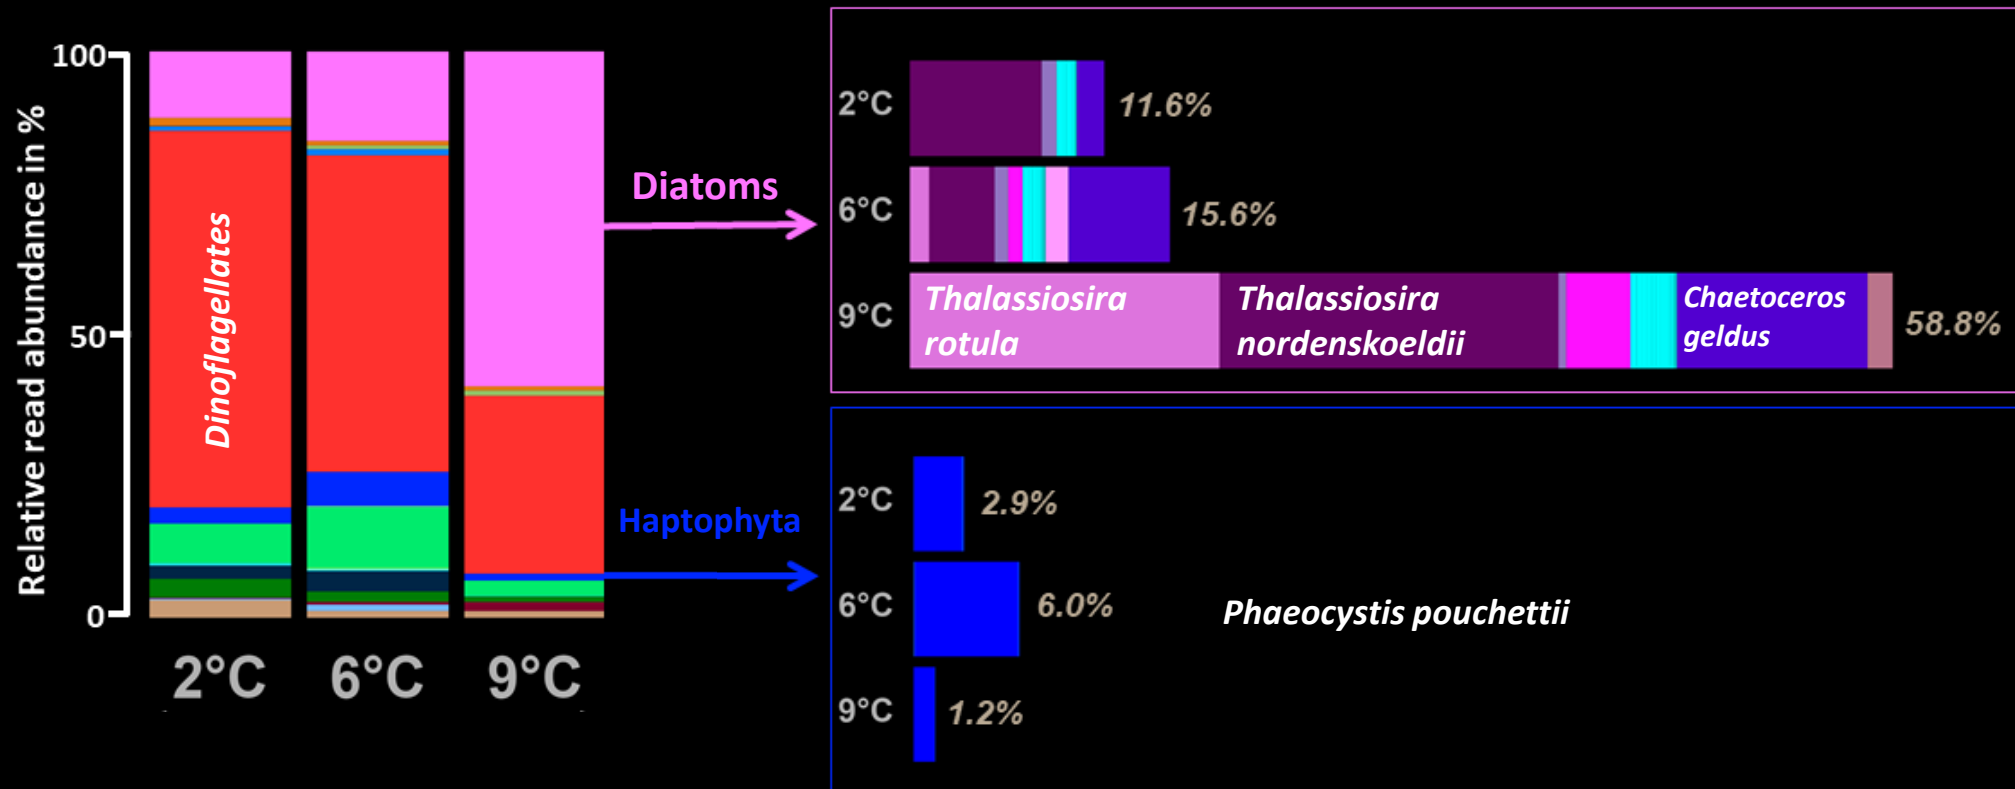 Relative read abundance in %
100
50
0
Dinoflagellates
2°C
6°C
9°C
Diatoms
Haptophyta
2°C
11.6%
6°C
15.6%
9°C
Thalassiosira
rotula
Thalassiosira
nordenskoeldii
Chaetoceros
geldus
58.8%
2°C
2.9%
6°C
6.0%
Phaeocystis pouchettii
9°C
1.2%